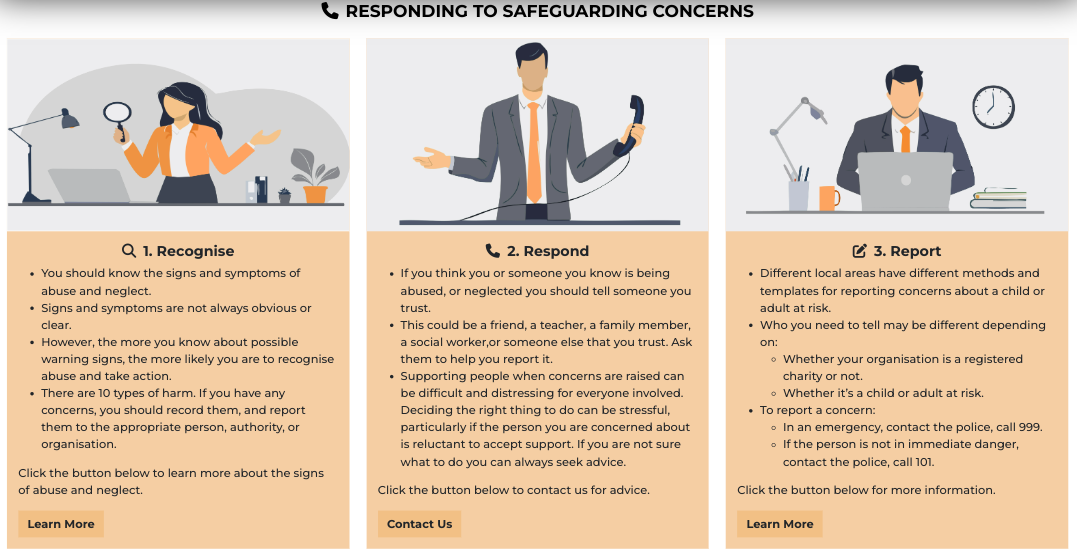 RESPONDING TO SAFEGUARDING CONCERNS
1. Recognise
• You should know the signs and symptoms of
abuse and neglect.
• Signs and symptoms are not always obvious or
clear.
• However, the more you know about possible
warning signs, the more likely you are to recognise
abuse and take action.
• There are 10 types of harm. If you have any
concerns, you should record them, and report
them to the appropriate person, authority, or
organisation.
Click the button below to learn more about the signs
of abuse and neglect.
Learn More
2. Respond
• If you think you or someone you know is being
abused, or neglected you should tell someone you
trust.
• This could be a friend, a teacher, a family member,
a social worker,or someone else that you trust. Ask
them to help you report it.
• Supporting people when concerns are raised can
be difficult and distressing for everyone involved.
Deciding the right thing to do can be stressful,
particularly if the person you are concerned about
is reluctant to accept support. If you are not sure
what to do you can always seek advice.
Click the button below to contact us for advice.
Contact Us
3. Report
• Different local areas have different methods and
templates for reporting concerns about a child or
adult at risk.
• Who you need to tell may be different depending
on:
◦ Whether your organisation is a registered
charity or not.
◦ Whether it’s a child or adult at risk.
• To report a concern:
◦ In an emergency, contact the police, call 999.
◦ If the person is not in immediate danger,
contact the police, call 101.
Click the button below for more information.
Learn More